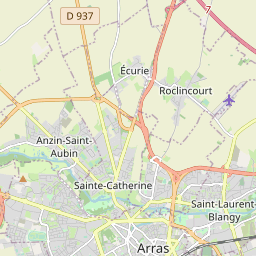 D 937
Écurie
Roclincourt
Anzin-Saint-
Aubin
Sainte-Catherine
Saint-Laurent-
Blangy
Arras